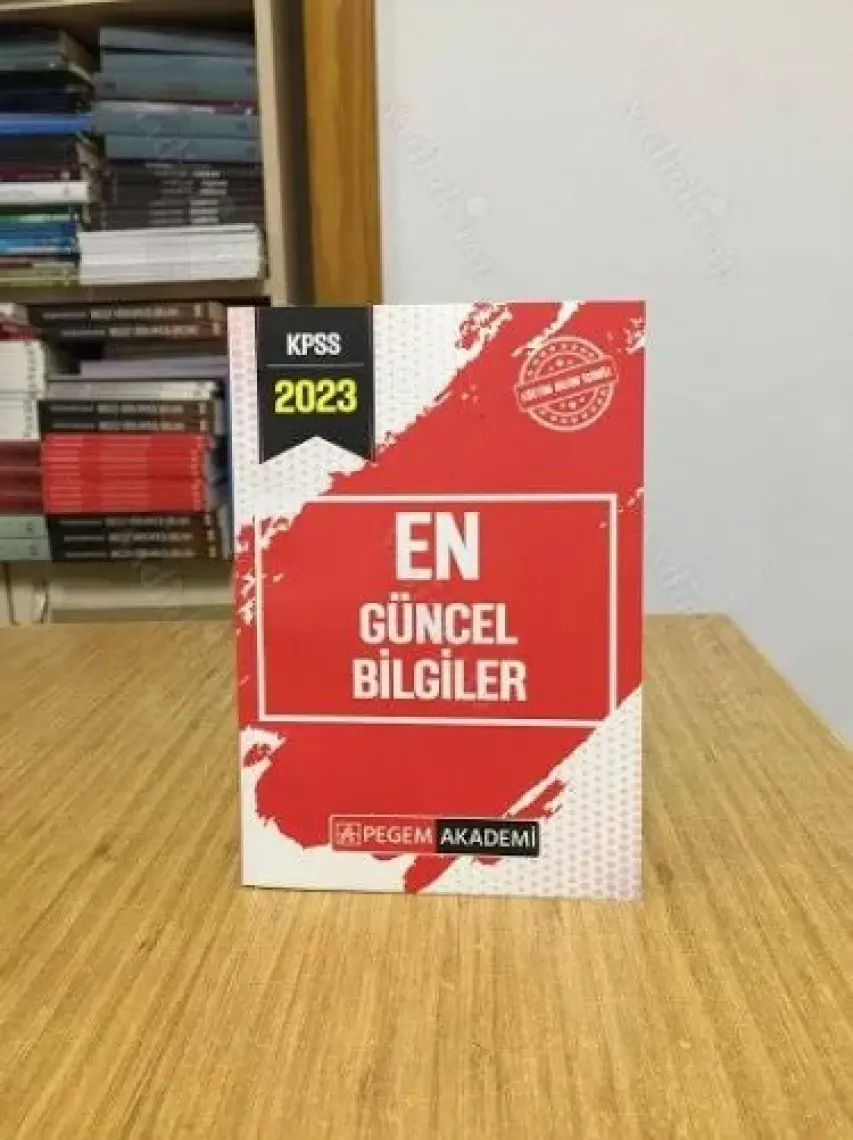 KPSS
2023
EN
GÜNCEL
BİLGİLER
PEGEM AKADEMİ